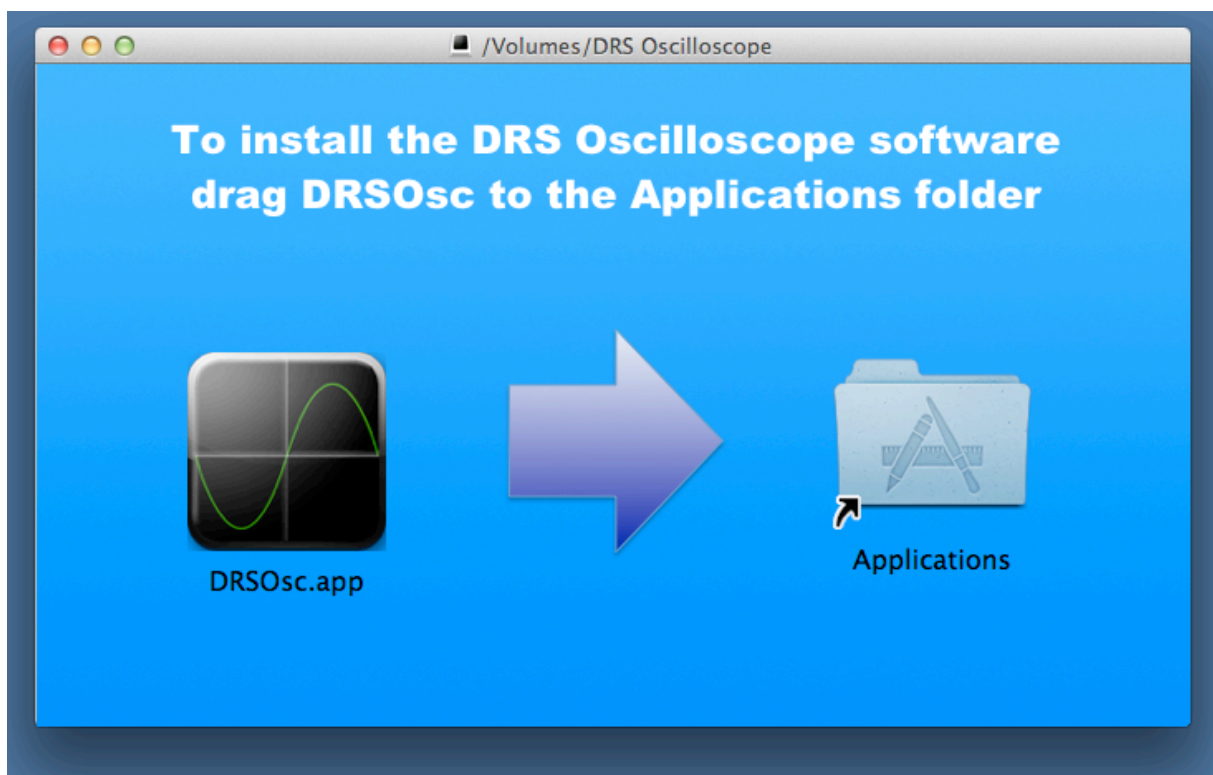 /Volumes/DRS Oscilloscope
To install the DRS Oscilloscope software
drag DRSOsc to the Applications folder
DRSOsc.app
Applications